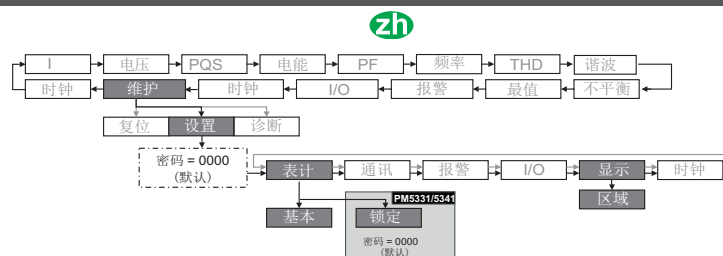 zh
I 电压 PQS 电能 PF 频率 THD 谐波
时钟 维护 时钟 I/O 报警 最值 不平衡
复位 设置 诊断
密码 = 0000
(默认)
表计 通讯 报警 I/O 显示 时钟
PM5331/5341
基本 锁定 区域
密码 = 0000
(默认)